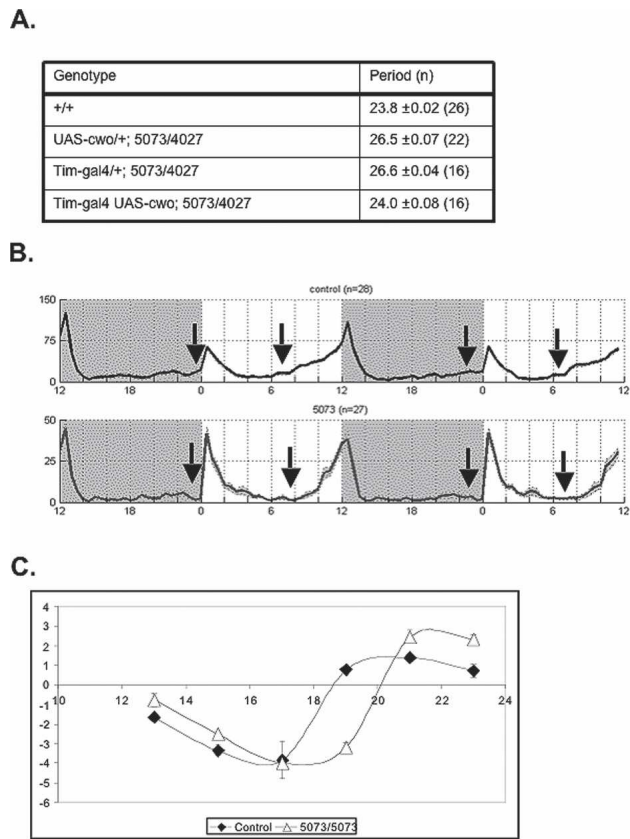 A.
Genotype Period (n)
+/+ 23.8 ±0.02 (26)
UAS-cwo/+; 5073/4027 26.5 ±0.07 (22)
Tim-gal4/+; 5073/4027 26.6 ±0.04 (16)
Tim-gal4 UAS-cwo; 5073/4027 24.0 ±0.08 (16)
B.
control (n=28)
150
75
0
12 18 0 6 12 18 0 6 12
5073 (n=27)
50
25
0
12 18 0 6 12 18 0 6 12
C.
4
3
2
1
0
10 12 14 16 18 20 22 24
-1
-2
-3
-4
-5
-6
Control 5073/5073